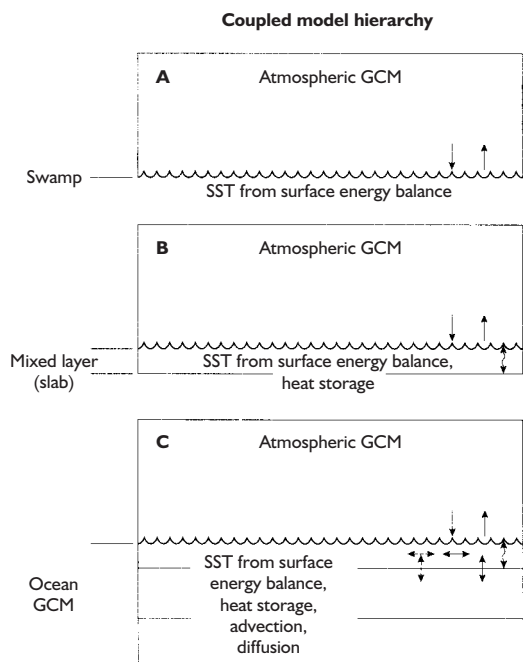 Coupled model hierarchy
A
Atmospheric GCM
Swamp
SST from surface energy balance
B
Atmospheric GCM
Mixed layer
(slab)
SST from surface energy balance,
heat storage
C
Atmospheric GCM
Ocean
GCM
SST from surface
energy balance,
heat storage,
advection,
diffusion